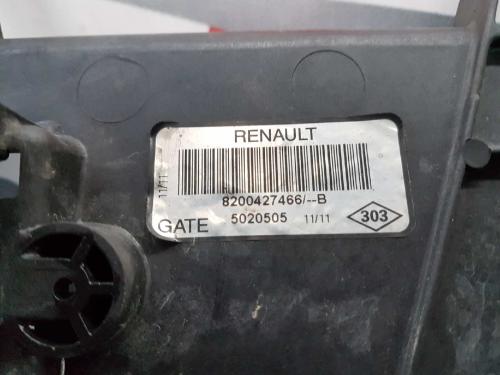 RENAULT
11/11
8200427466/--B
GATE 5020505 11/11 303